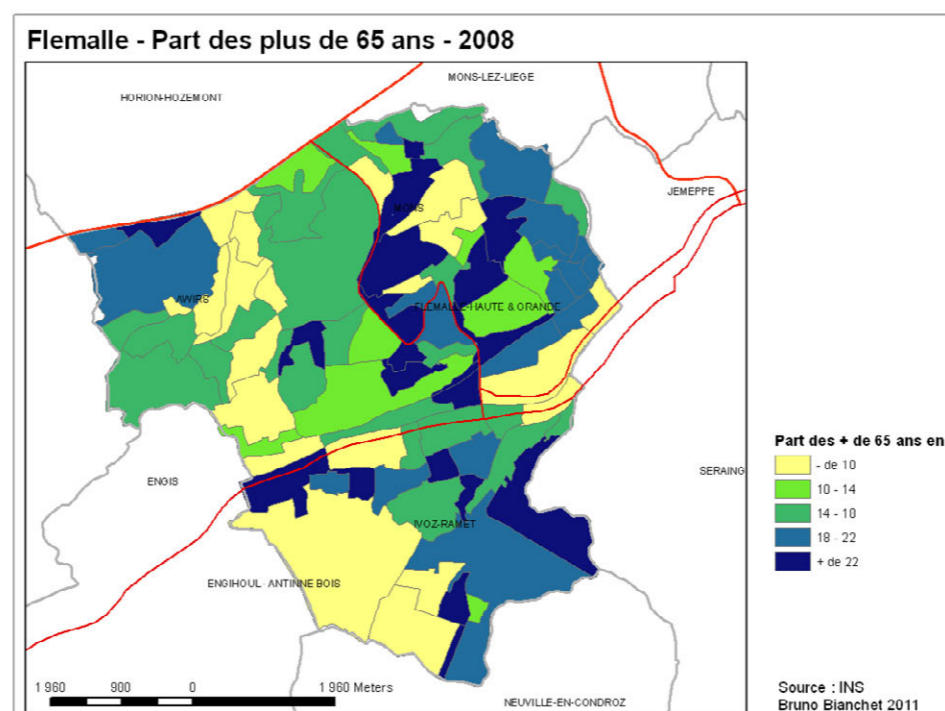 Flemalle - Part des plus de 65 ans - 2008
MONS-LEZ-LIEGE
HORION-HOZEMONT
JEMEPPE
MONS
AWIRS
FLEMALLE-HAUTE & GRANDE
Part des + de 65 ans en
- de 10
10 - 14
14 - 18
18 - 22
+ de 22
SERAING
ENGIS
IVOZ-RAMET
ENGIHOUL - ANTINNE BOIS
1 960 900 0 1 960 Meters
NEUVILLE-EN-CONDROZ
Source : INS
Bruno Bianchet 2011